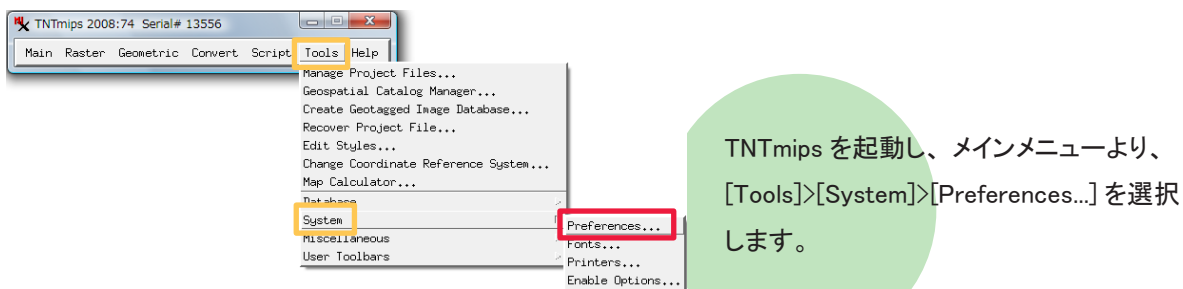 TNTmips 2008:74 Serial# 13556
Main Raster Geometric Convert Script Tools Help
Manage Project Files...
Geospatial Catalog Manager...
Create Geotagged Image Database...
Recover Project File...
Edit Styles...
Change Coordinate Reference System...
Map Calculator...
Database
System
Miscellaneous
User Toolbars
Preferences...
Fonts...
Printers...
Enable Options...
TNTmips を起動し、メインメニューより、
[Tools]>[System]>[Preferences...] を選択
します。